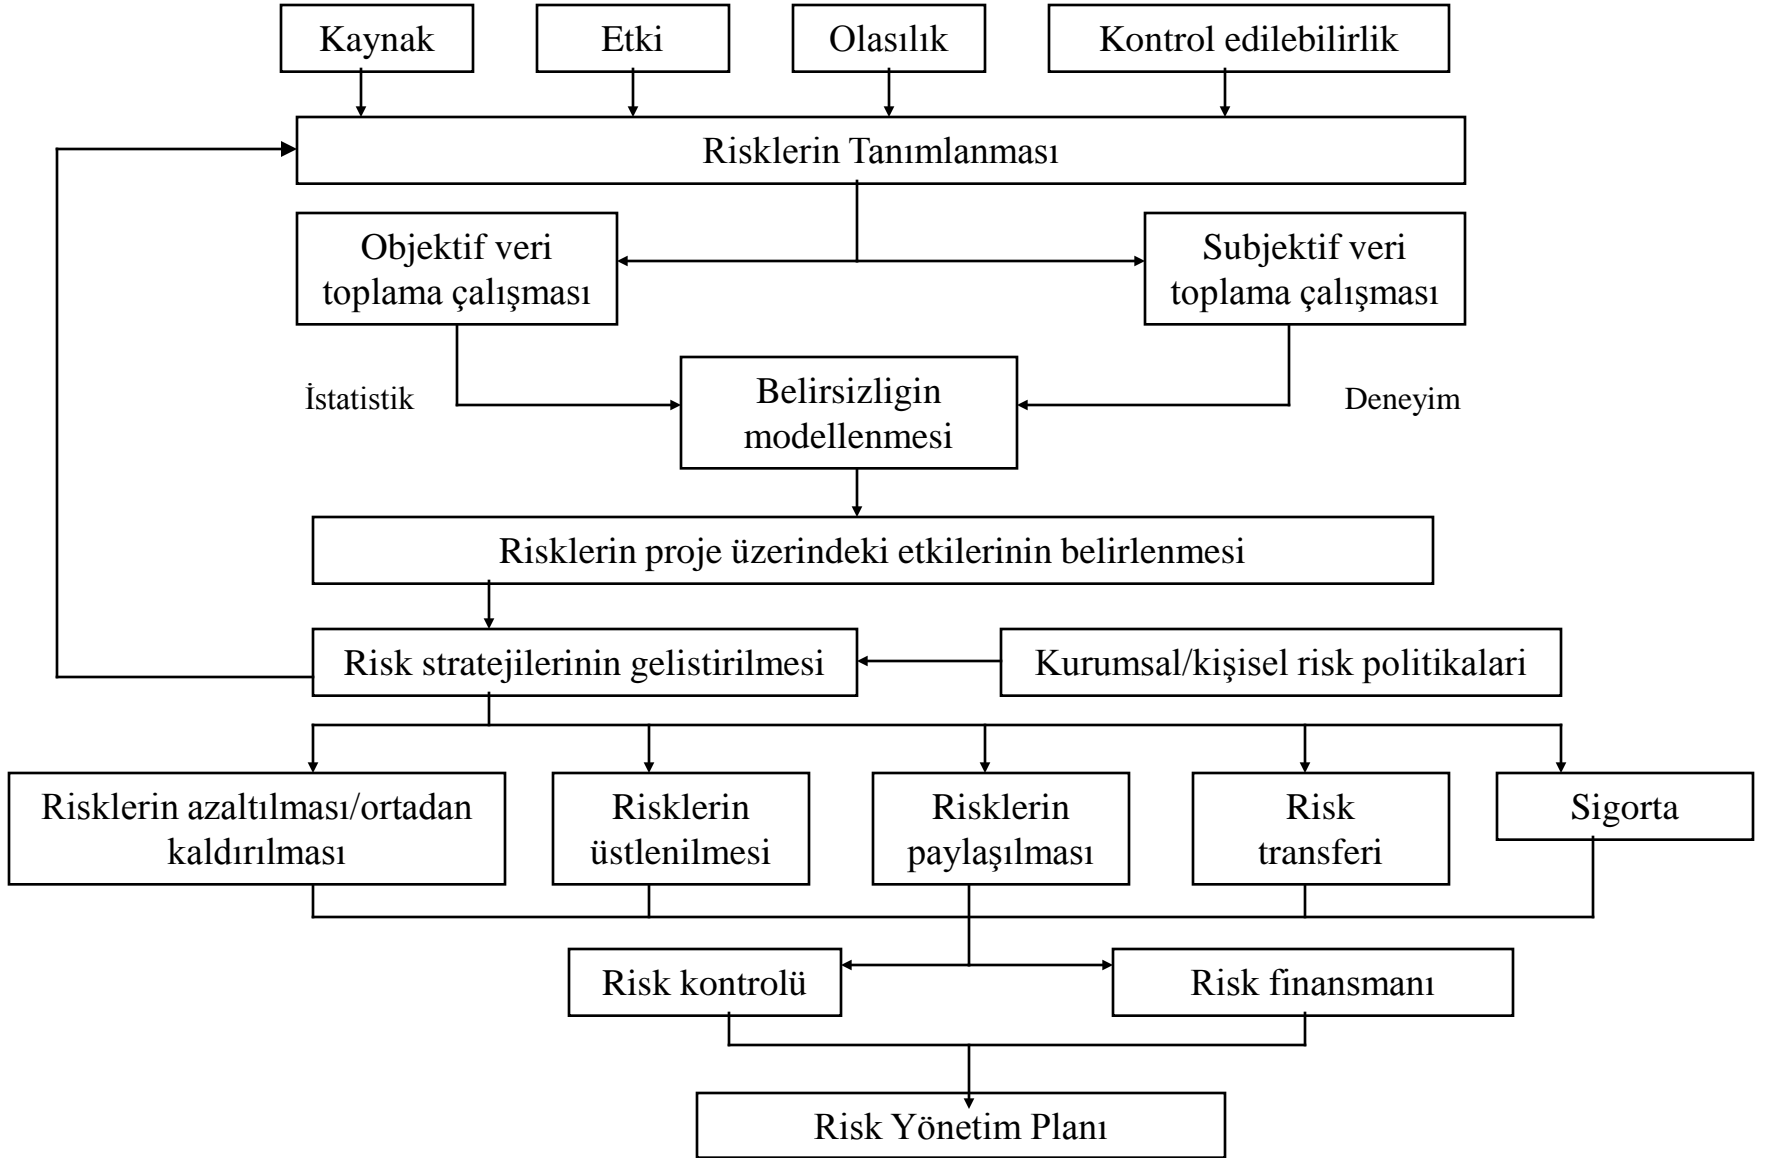 Kaynak
Etki
Olasılık
Kontrol edilebilirlik
Risklerin Tanımlanması
Objektif veri
toplama çalışması
Subjektif veri
toplama çalışması
İstatistik
Belirsizligin
modellenmesi
Deneyim
Risklerin proje üzerindeki etkilerinin belirlenmesi
Risk stratejilerinin gelistirilmesi
Kurumsal/kişisel risk politikalari
Risklerin azaltılması/ortadan
kaldırılması
Risklerin
üstlenilmesi
Risklerin
paylaşılması
Risk
transferi
Sigorta
Risk kontrolü
Risk finansmanı
Risk Yönetim Planı